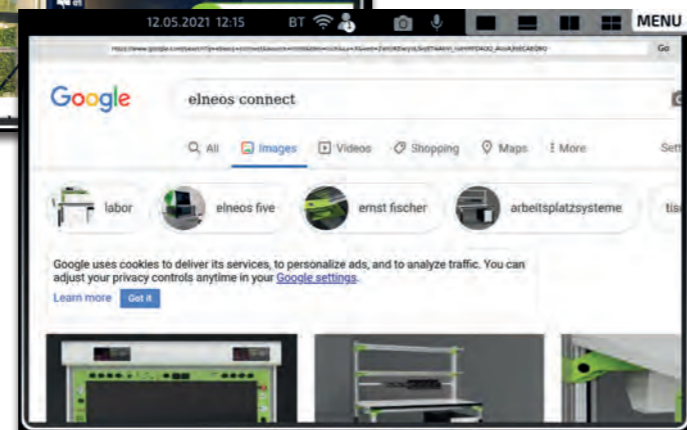 12.05.2021 12:15 BT MENU
Go
Google elneos connect
All Images Videos Shopping Maps More Sett
labor elneos five ernst fischer arbeitsplatzsysteme tis
Google uses cookies to deliver its services, to personalize ads, and to analyze traffic. You can
adjust your privacy controls anytime in your Google settings.
Learn more Got it